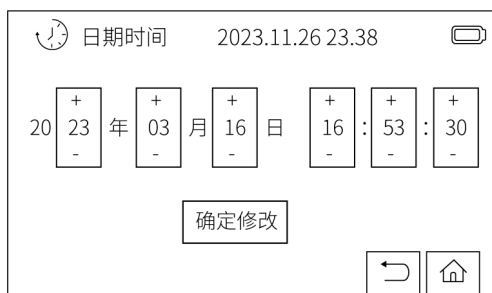 日期时间 2023.11.26 23.38
+ + + + + +
20 23 年 03 月 16 日 16 : 53 : 30
- - - - - -
确定修改